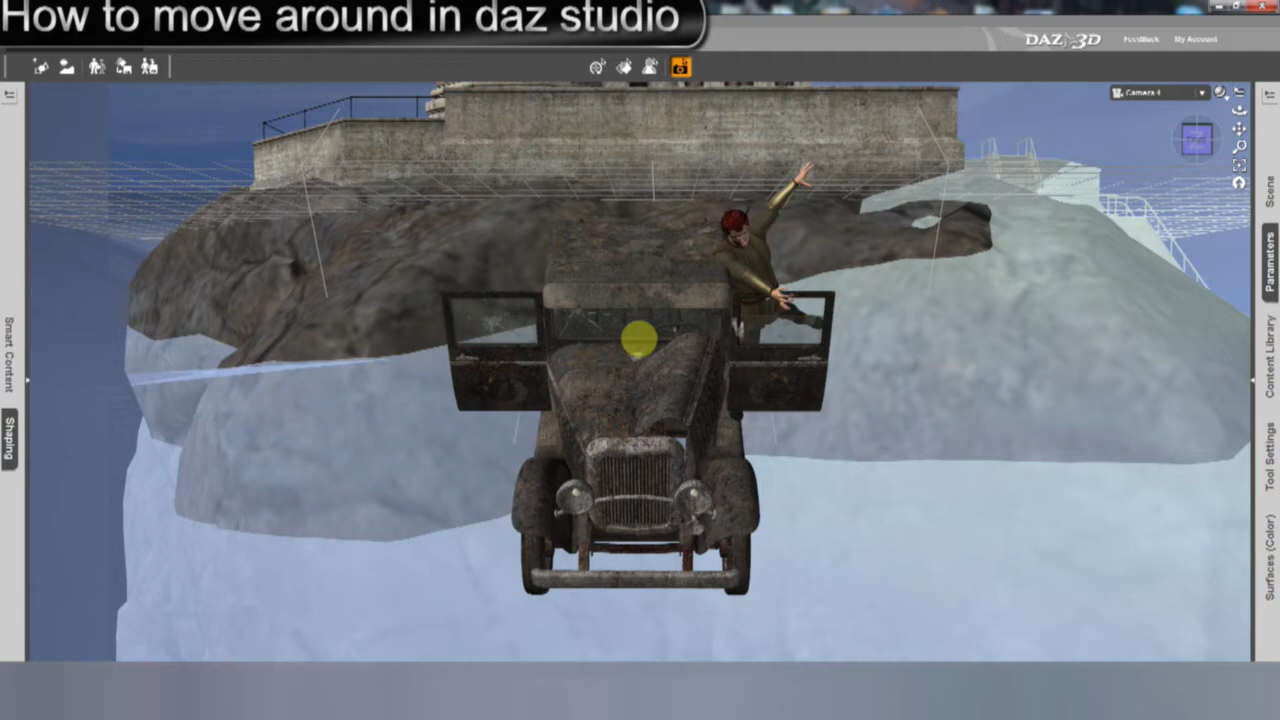 How to move around in daz studio
DAZ 3D
FeedBack
My Account
Camera 4
Scene
Parameters
Content Library
Tool Settings
Surfaces (Color)
Smart Content
Shaping